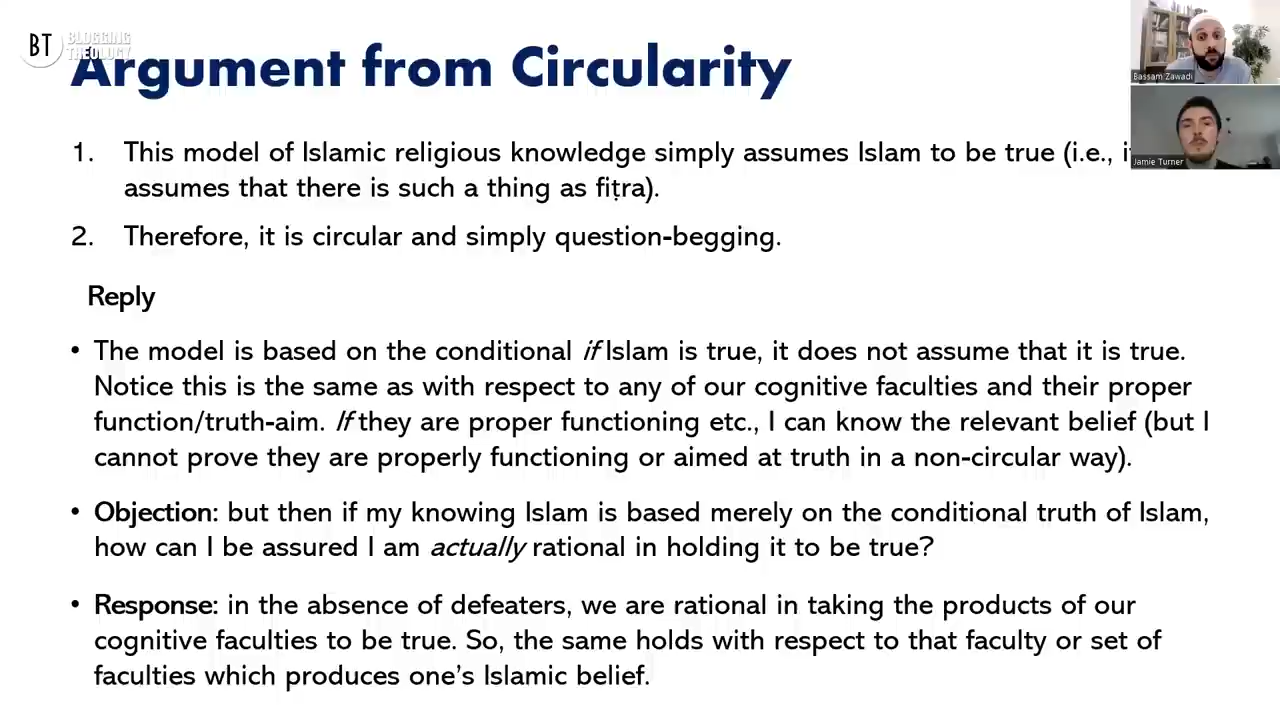 BT BLOGGING
THEOLOGY
Argument from Circularity
Bassam Zawadi
Jamie Turner
1. This model of Islamic religious knowledge simply assumes Islam to be true (i.e.,
assumes that there is such a thing as fiṭra).
2. Therefore, it is circular and simply question-begging.
Reply
• The model is based on the conditional if Islam is true, it does not assume that it is true.
Notice this is the same as with respect to any of our cognitive faculties and their proper
function/truth-aim. If they are proper functioning etc., I can know the relevant belief (but I
cannot prove they are properly functioning or aimed at truth in a non-circular way).
• Objection: but then if my knowing Islam is based merely on the conditional truth of Islam,
how can I be assured I am actually rational in holding it to be true?
• Response: in the absence of defeaters, we are rational in taking the products of our
cognitive faculties to be true. So, the same holds with respect to that faculty or set of
faculties which produces one's Islamic belief.